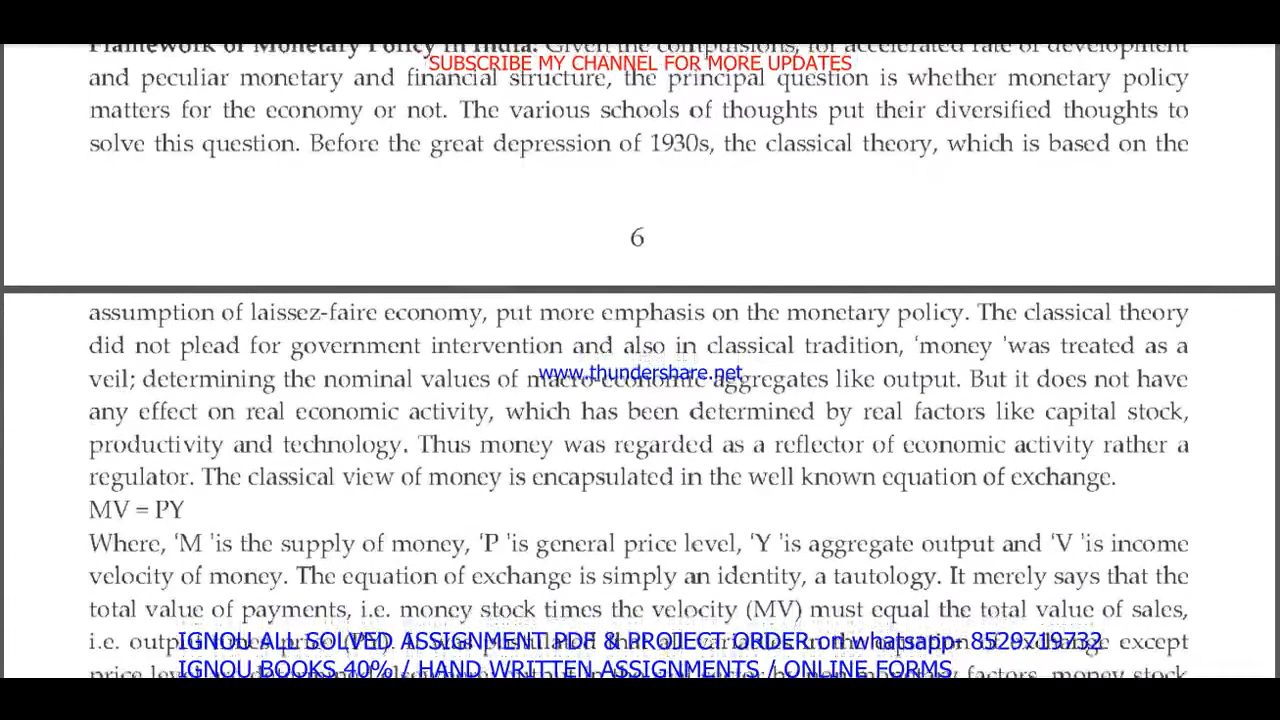 Framework of Monetary Policy in India: Given the compulsions, for accelerated rate of development
SUBSCRIBE MY CHANNEL FOR MORE UPDATES
and peculiar monetary and financial structure, the principal question is whether monetary policy
matters for the economy or not. The various schools of thoughts put their diversified thoughts to
solve this question. Before the great depression of 1930s, the classical theory, which is based on the
6
assumption of laissez-faire economy, put more emphasis on the monetary policy. The classical theory
did not plead for government intervention and also in classical tradition, ‘money ’was treated as a
www.thundershare.net
veil; determining the nominal values of macro-economic aggregates like output. But it does not have
any effect on real economic activity, which has been determined by real factors like capital stock,
productivity and technology. Thus money was regarded as a reflector of economic activity rather a
regulator. The classical view of money is encapsulated in the well known equation of exchange.
MV = PY
Where, ‘M ’is the supply of money, ‘P ’is general price level, ‘Y ’is aggregate output and ‘V ’is income
velocity of money. The equation of exchange is simply an identity, a tautology. It merely says that the
total value of payments, i.e. money stock times the velocity (MV) must equal the total value of sales,
i.e. except
IGNOU ALL SOLVED ASSIGNMENT PDF & PROJECT ORDER on whatsapp- 8529719732
factors, money stock
IGNOU BOOKS 40% / HAND WRITTEN ASSIGNMENTS / ONLINE FORMS